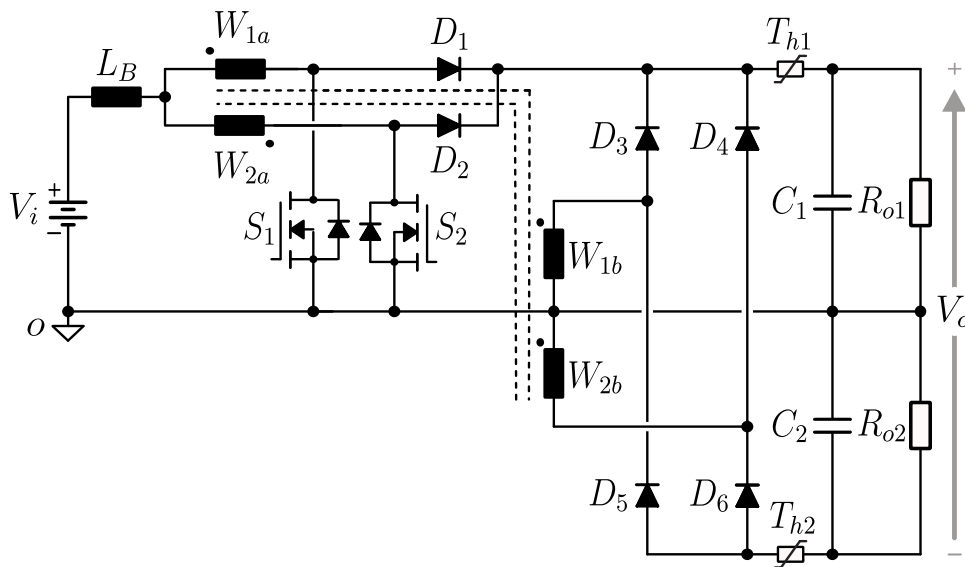 W1a
D1
Th1
LB
+
W2a
D2
D3
D4
Vi
+
−
S1
S2
C1
Ro1
W1b
o
Vo
W2b
C2
Ro2
D5
D6
Th2
−